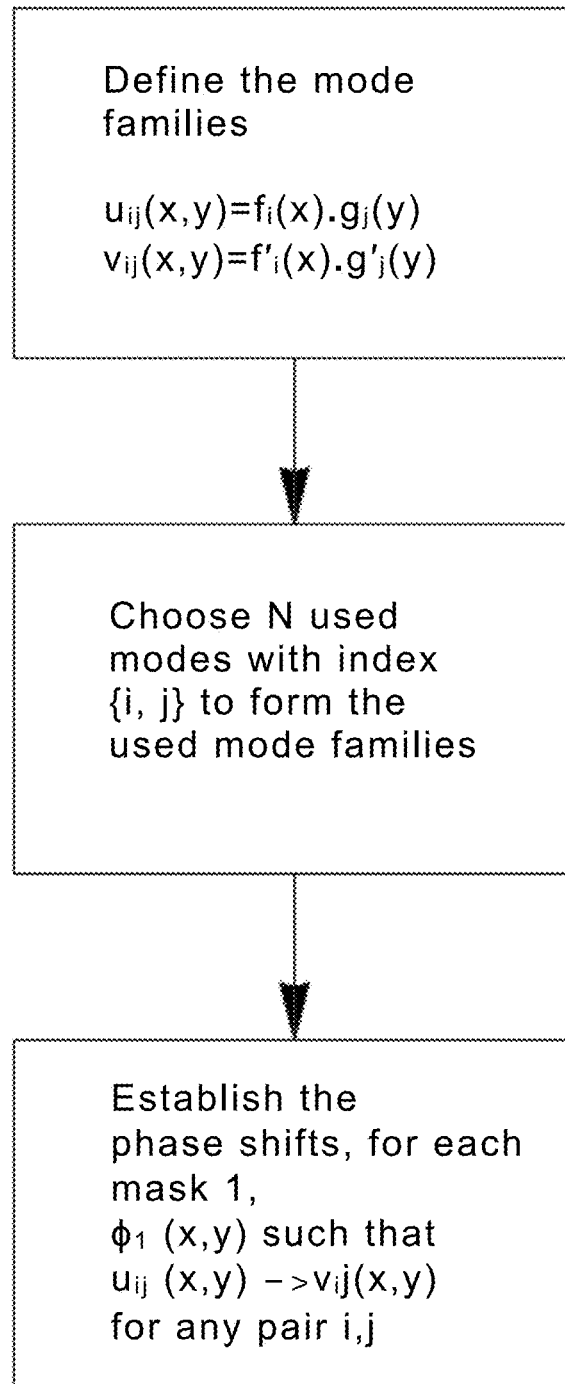 Define the mode
families
uᵢⱼ(x,y)=fᵢ(x).gⱼ(y)
vᵢⱼ(x,y)=f'ᵢ(x).g'ⱼ(y)
Choose N used
modes with index
{i, j} to form the
used mode families
Establish the
phase shifts, for each
mask 1,
ϕ₁ (x,y) such that
uᵢⱼ (x,y) –>vᵢj(x,y)
for any pair i,j